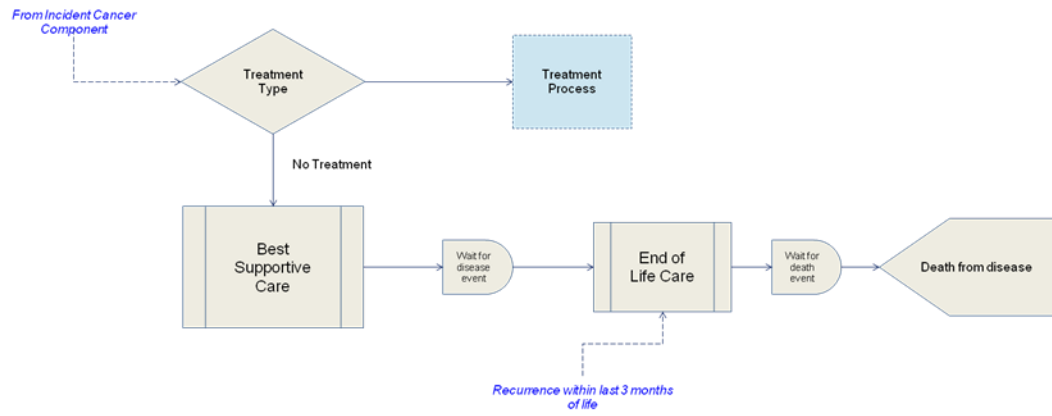 From Incident Cancer
Component
Treatment
Type
Treatment
Process
No Treatment
Best
Supportive
Care
Wait for
disease
event
End of
Life Care
Wait for
death
event
Death from disease
Recurrence within last 3 months
of life